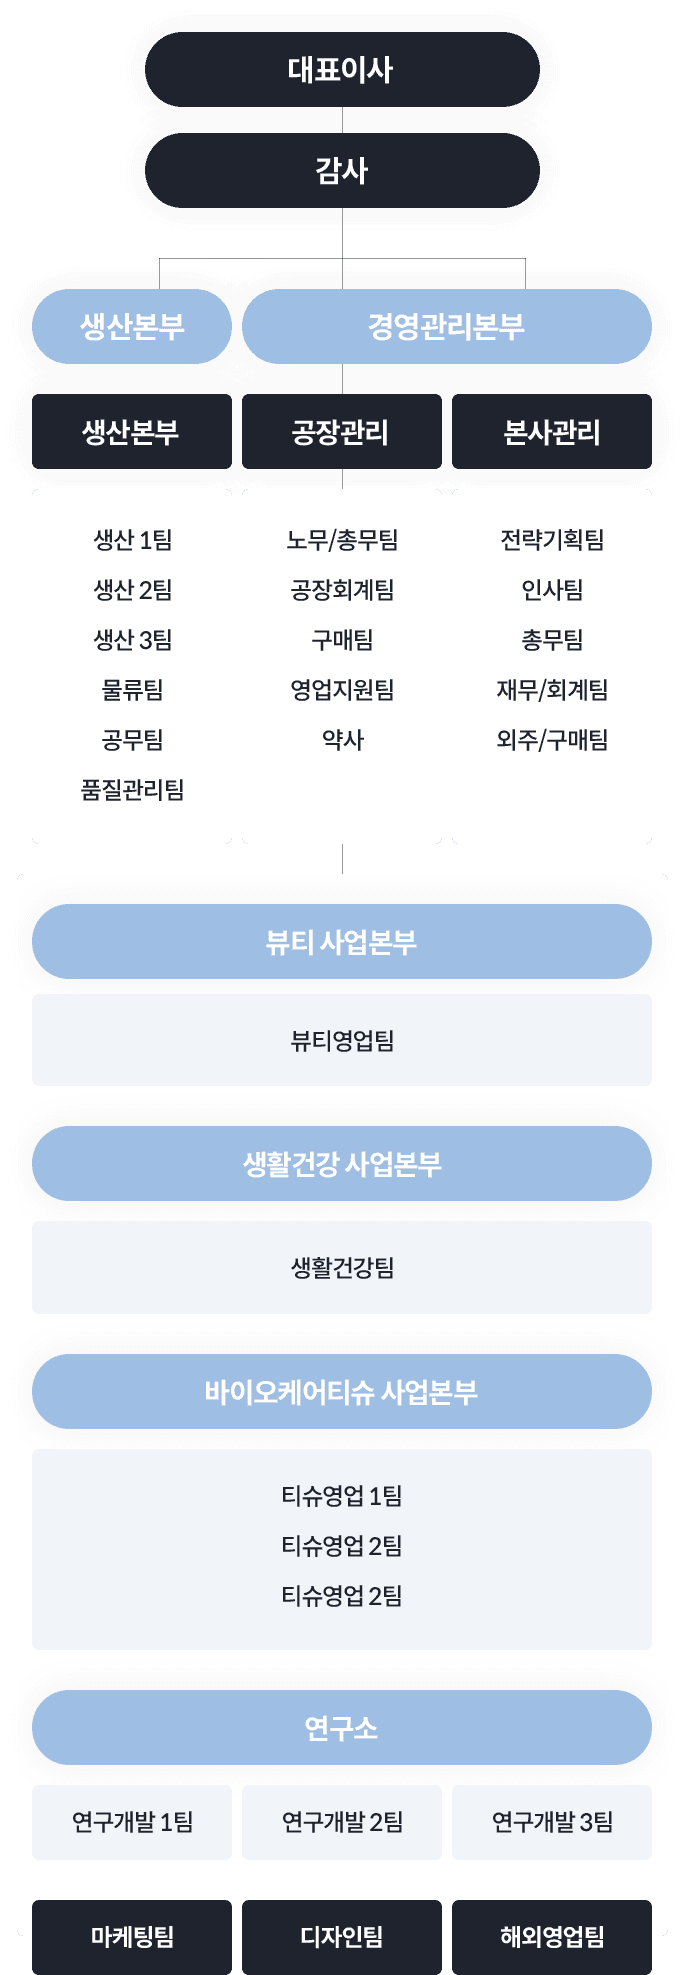 대표이사
감사
생산본부
경영관리본부
생산본부
공장관리
본사관리
생산 1팀
생산 2팀
생산 3팀
물류팀
공무팀
품질관리팀
노무/총무팀
공장회계팀
구매팀
영업지원팀
약사
전략기획팀
인사팀
총무팀
재무/회계팀
외주/구매팀
뷰티 사업본부
뷰티영업팀
생활건강 사업본부
생활건강팀
바이오케어티슈 사업본부
티슈영업 1팀
티슈영업 2팀
티슈영업 2팀
연구소
연구개발 1팀
연구개발 2팀
연구개발 3팀
마케팅팀
디자인팀
해외영업팀